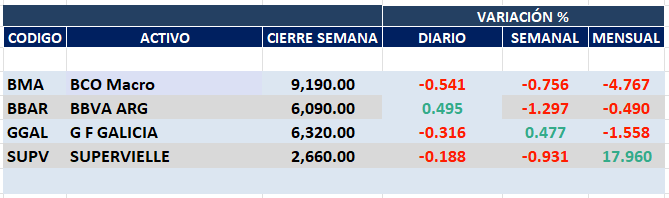 VARIACIÓN %
CODIGO ACTIVO CIERRE SEMANA DIARIO SEMANAL MENSUAL
BMA BCO Macro 9,190.00 -0.541 -0.756 -4.767
BBAR BBVA ARG 6,090.00 0.495 -1.297 -0.490
GGAL G F GALICIA 6,320.00 -0.316 0.477 -1.558
SUPV SUPERVIELLE 2,660.00 -0.188 -0.931 17.960